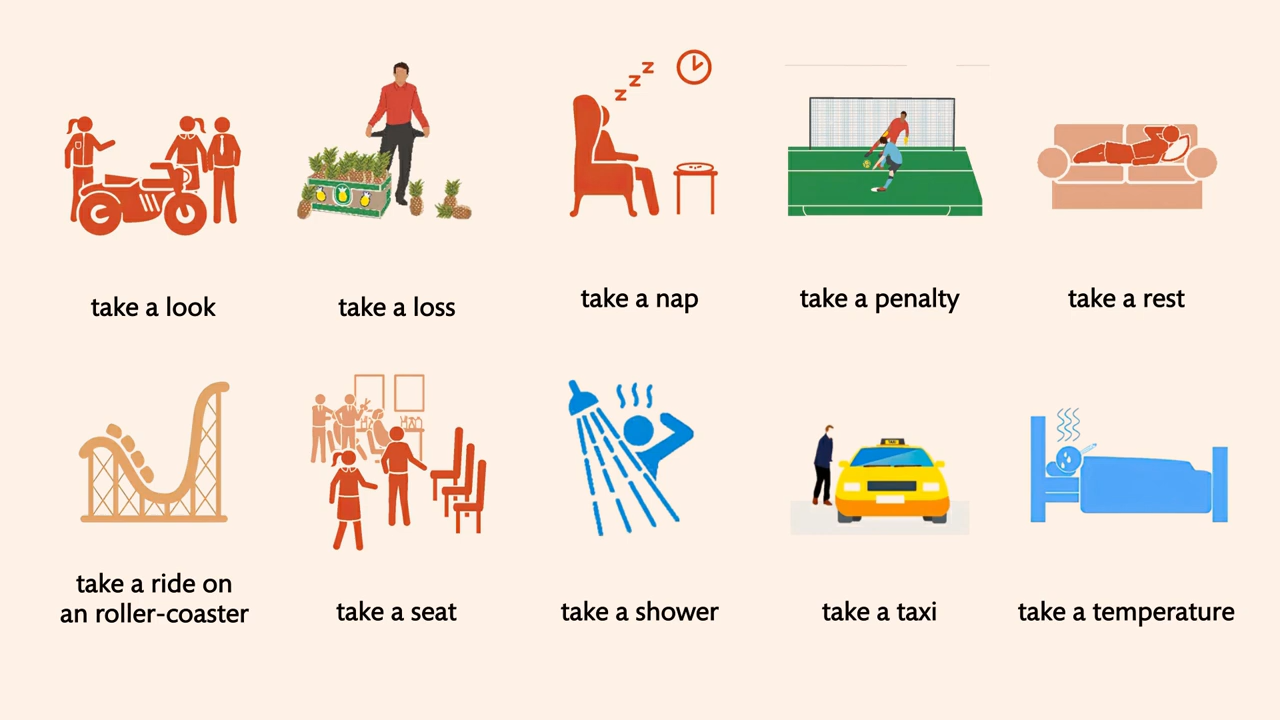 z z z
take a look
take a loss
take a nap
take a penalty
take a rest
TAXI
take a ride on
an roller-coaster
take a seat
take a shower
take a taxi
take a temperature